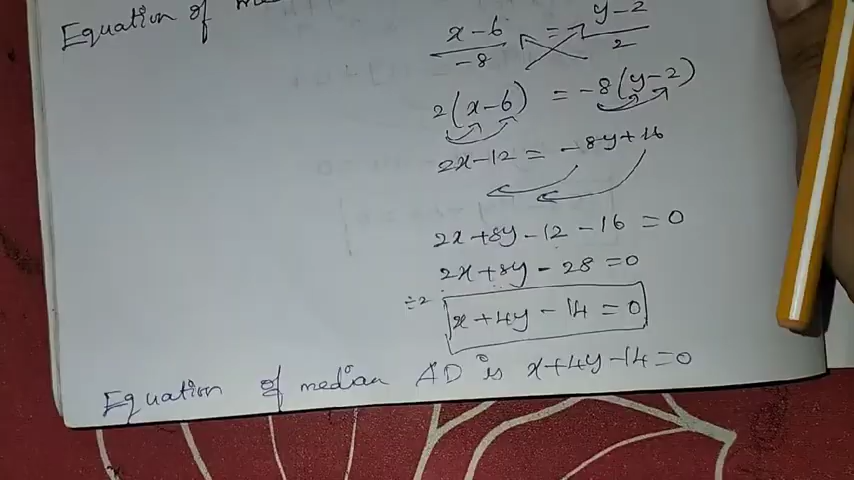 Equation of
x-6/-8 = y-2/2
2(x-6) = -8(y-2)
2x-12 = -8y+16
2x+8y-12-16=0
2x+8y-28=0
÷2 x+4y-14=0
Equation of median AD is x+4y-14=0